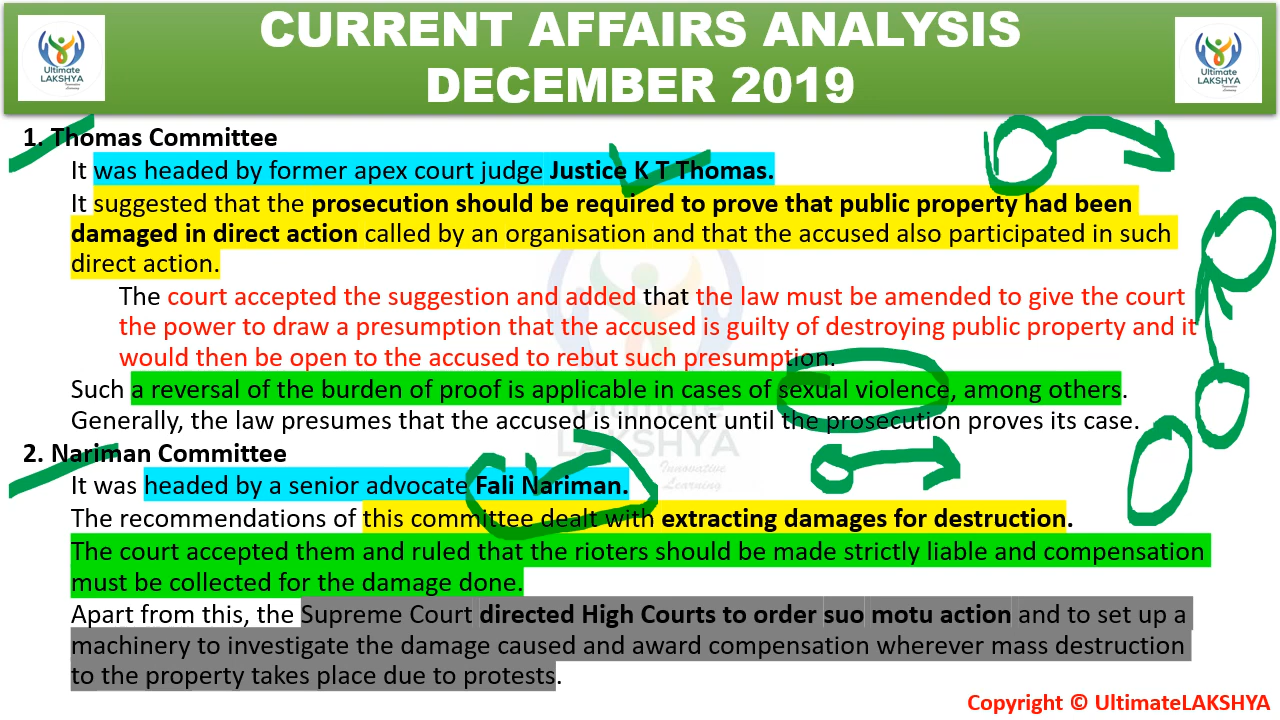 CURRENT AFFAIRS ANALYSIS
DECEMBER 2019
Ultimate
LAKSHYA
Innovative
Learning
Ultimate
LAKSHYA
Innovative
Learning
1. Thomas Committee
It was headed by former apex court judge Justice K T Thomas.
It suggested that the prosecution should be required to prove that public property had been
damaged in direct action called by an organisation and that the accused also participated in such
direct action.
The court accepted the suggestion and added that the law must be amended to give the court
the power to draw a presumption that the accused is guilty of destroying public property and it
would then be open to the accused to rebut such presumption.
Such a reversal of the burden of proof is applicable in cases of sexual violence, among others.
Generally, the law presumes that the accused is innocent until the prosecution proves its case.
2. Nariman Committee
It was headed by a senior advocate Fali Nariman.
The recommendations of this committee dealt with extracting damages for destruction.
The court accepted them and ruled that the rioters should be made strictly liable and compensation
must be collected for the damage done.
Apart from this, the Supreme Court directed High Courts to order suo motu action and to set up a
machinery to investigate the damage caused and award compensation wherever mass destruction
to the property takes place due to protests.
Ultimate
LAKSHYA
Innovative
Learning
Copyright © UltimateLAKSHYA